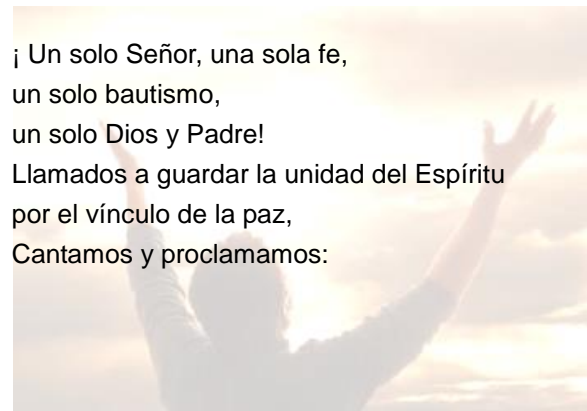 ¡ Un solo Señor, una sola fe,
un solo bautismo,
un solo Dios y Padre!
Llamados a guardar la unidad del Espíritu
por el vínculo de la paz,
Cantamos y proclamamos: